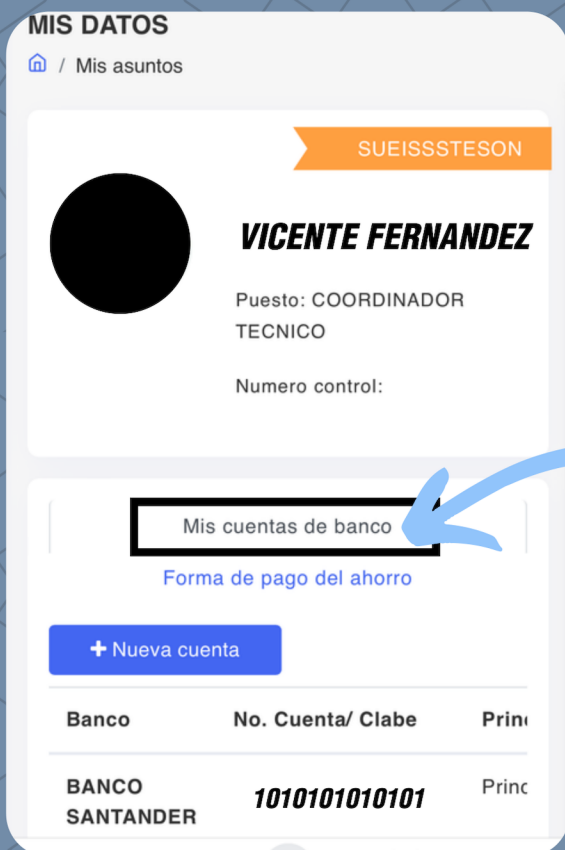 MIS DATOS
/ Mis asuntos
SUEISSSTESON
VICENTE FERNANDEZ
Puesto: COORDINADOR
TECNICO
Numero control:
Mis cuentas de banco
Forma de pago del ahorro
+ Nueva cuenta
Banco No. Cuenta/ Clabe
BANCO
SANTANDER
1010101010101